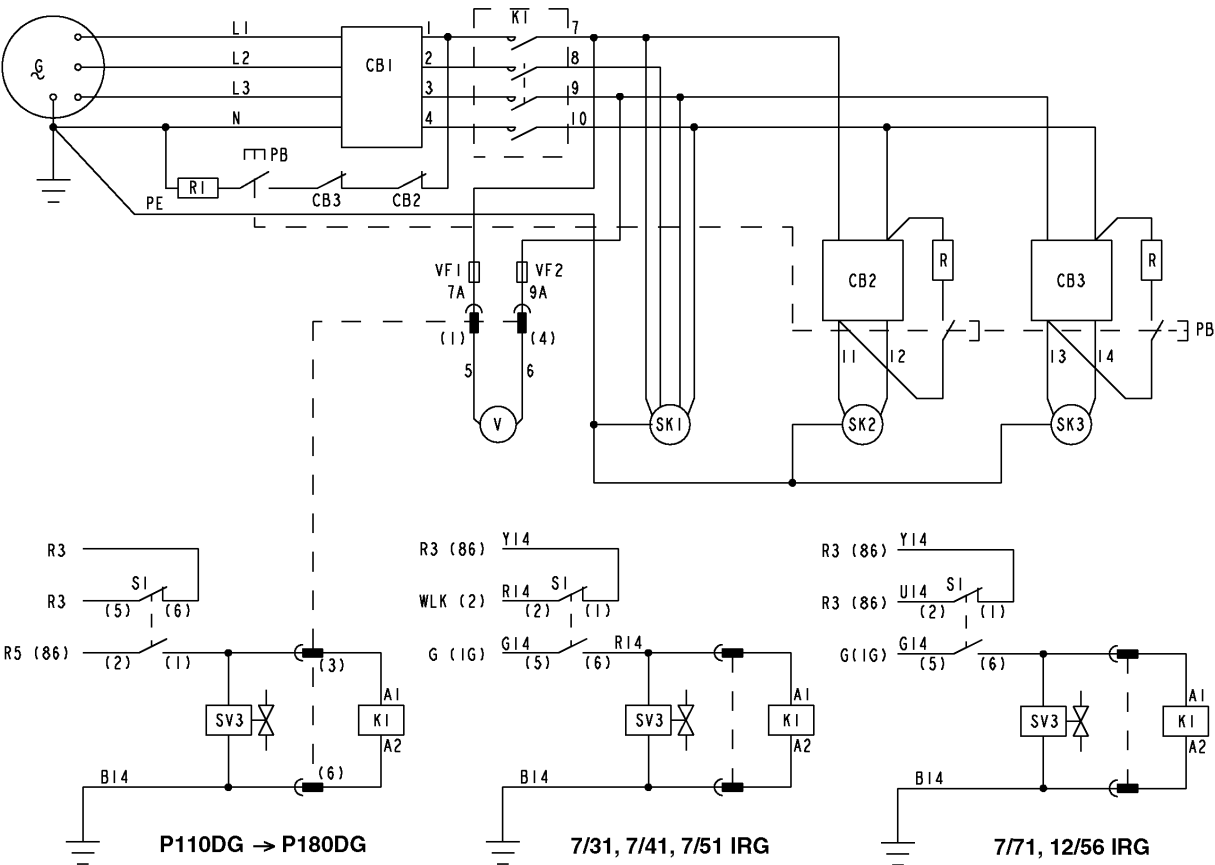 K1
L1 1 7
G L2 CB1 2 8
L3 3 9
N 4 10
PB
R1 CB3 CB2
PE
VF1 VF2 CB2 R CB3 R
7A 9A
(1) (4) PB
5 6 11 12 13 14
V SK1 SK2 SK3
R3
S1
R3 (5) (6)
R5 (86) (2) (1) (3)
A1
SV3 K1
A2
(6)
B14
P110DG → P180DG
R3 (86) Y14
S1
WLK (2) R14 (2) (1)
G (1G) G14 (5) (6) R14
A1
SV3 K1
A2
B14
7/31, 7/41, 7/51 IRG
R3 (86) Y14
S1
R3 (86) U14 (2) (1)
G(1G) G14 (5) (6)
A1
SV3 K1
A2
B14
7/71, 12/56 IRG